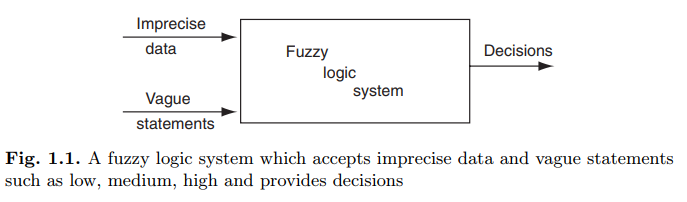 Imprecise
data
Vague
statements
Fuzzy
logic
system
Decisions
Fig. 1.1. A fuzzy logic system which accepts imprecise data and vague statements
such as low, medium, high and provides decisions